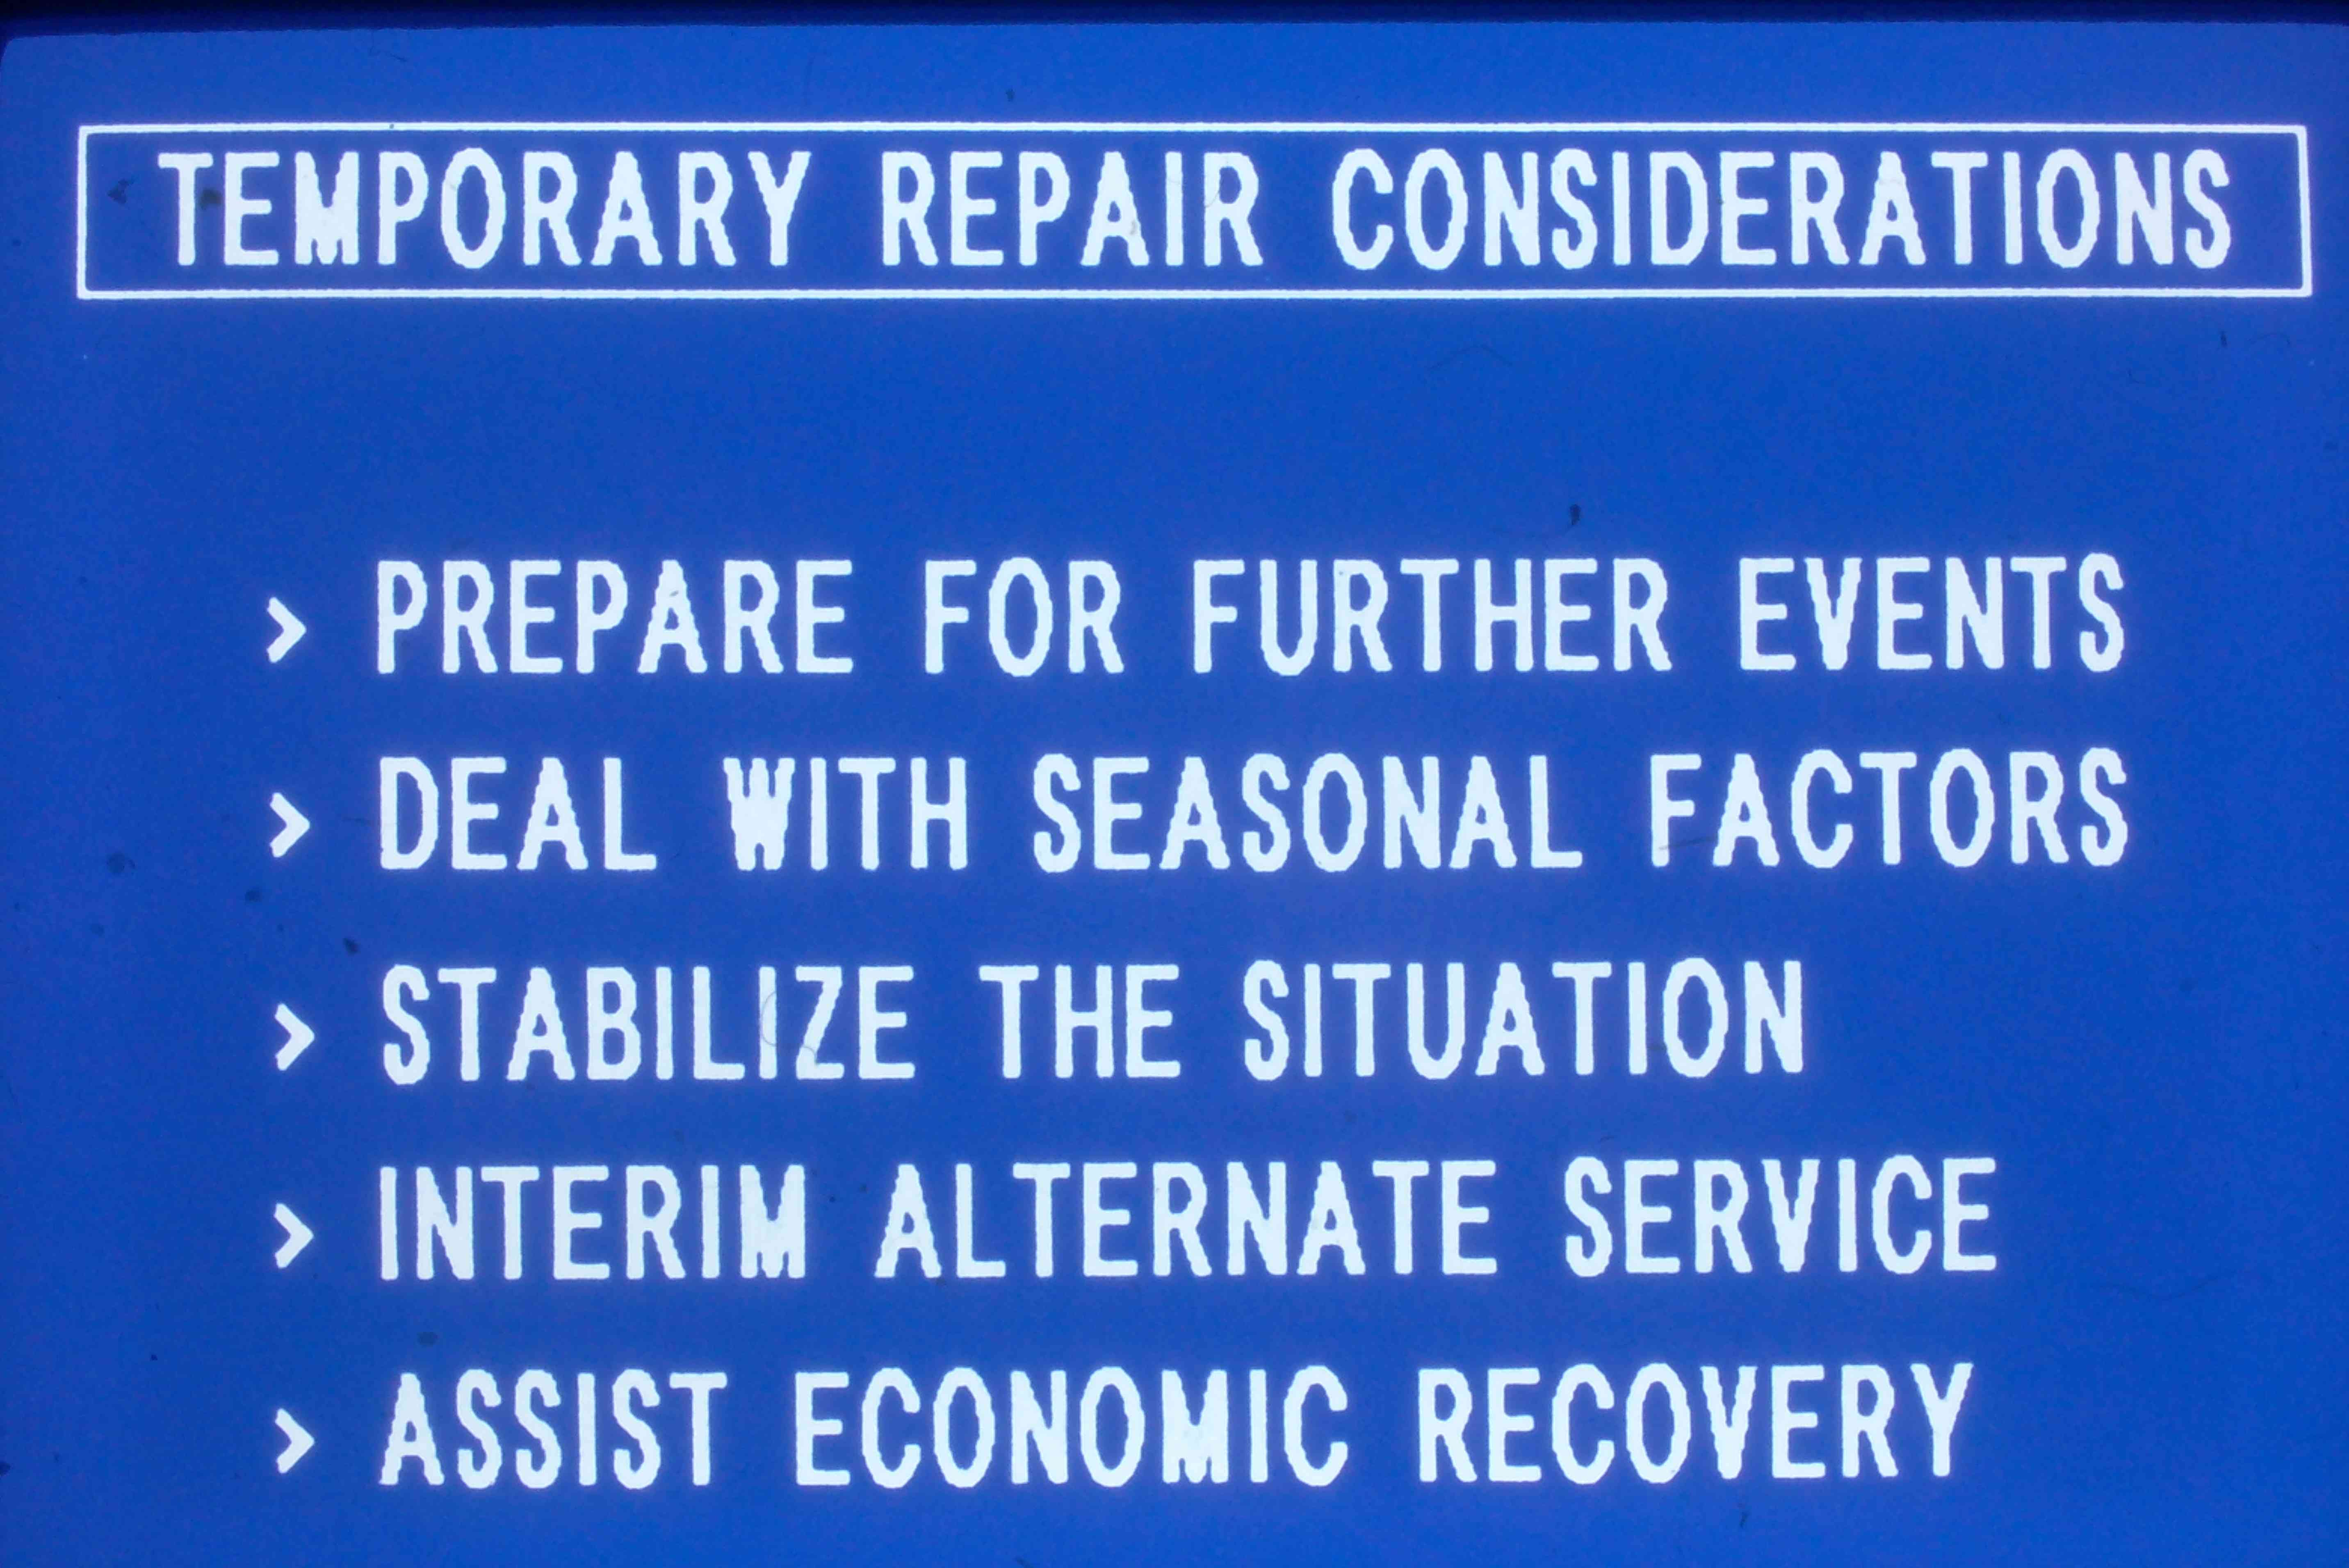 TEMPORARY REPAIR CONSIDERATIONS
> PREPARE FOR FURTHER EVENTS
> DEAL WITH SEASONAL FACTORS
> STABILIZE THE SITUATION
> INTERIM ALTERNATE SERVICE
> ASSIST ECONOMIC RECOVERY